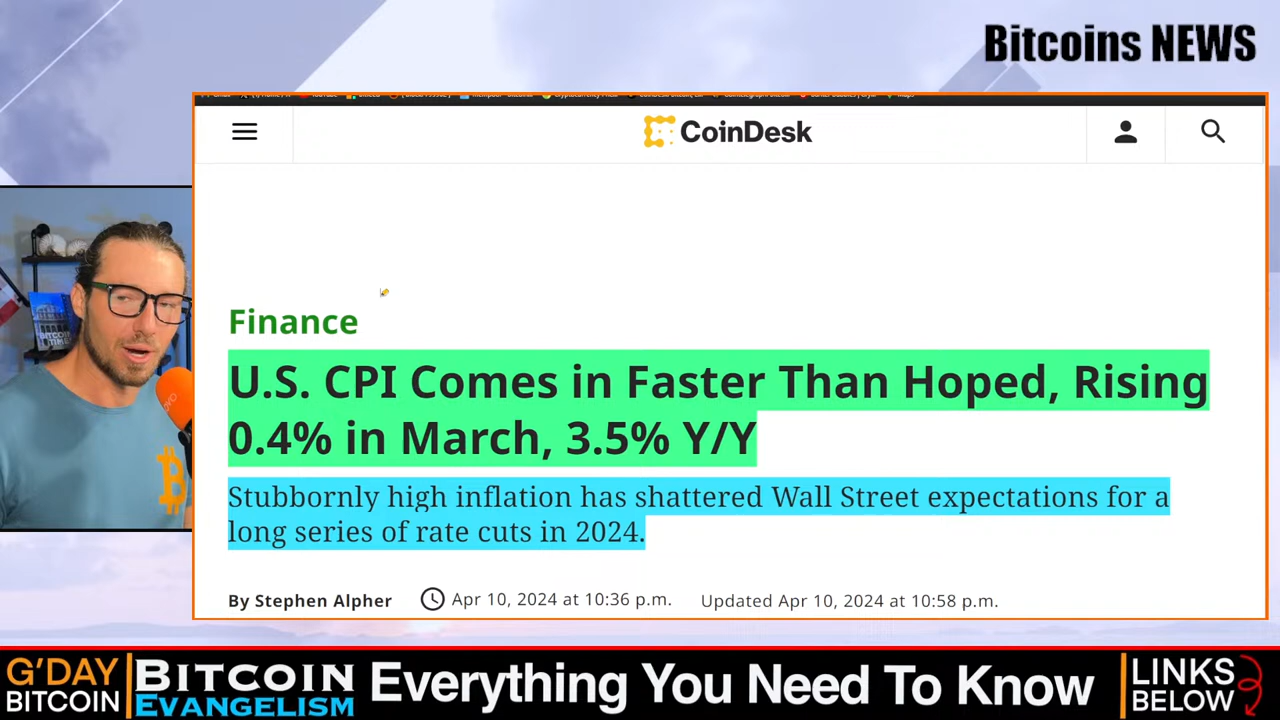 Bitcoins NEWS
CoinDesk
Finance
U.S. CPI Comes in Faster Than Hoped, Rising
0.4% in March, 3.5% Y/Y
Stubbornly high inflation has shattered Wall Street expectations for a
long series of rate cuts in 2024.
By Stephen Alpher
Apr 10, 2024 at 10:36 p.m.
Updated Apr 10, 2024 at 10:58 p.m.
BITCOIN
G'DAY
BITCOIN
BITCOIN
EVANGELISM
Everything You Need To Know
LINKS
BELOW